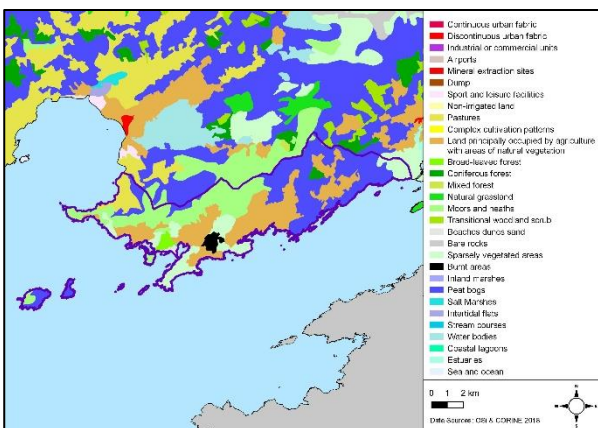 Continuous urban fabric
Discontinuous urban fabric
Industrial or commercial units
Airports
Mineral extraction sites
Dump
Sport and leisure facilities
Non-irrigated land
Pastures
Complex cultivation patterns
Land principally occupied by agriculture
with areas of natural vegetation
Broad-leaved forest
Coniferous forest
Mixed forest
Natural grassland
Moors and heaths
Transitional wood and scrub
Beaches dunes sand
Bare rocks
Sparsely vegetated areas
Burnt areas
Inland marshes
Peat bogs
Salt Marshes
Intertidal flats
Stream courses
Water bodies
Coastal lagoons
Estuaries
Sea and ocean
0 1 2 km
Data Sources: OSi & CORINE 2018